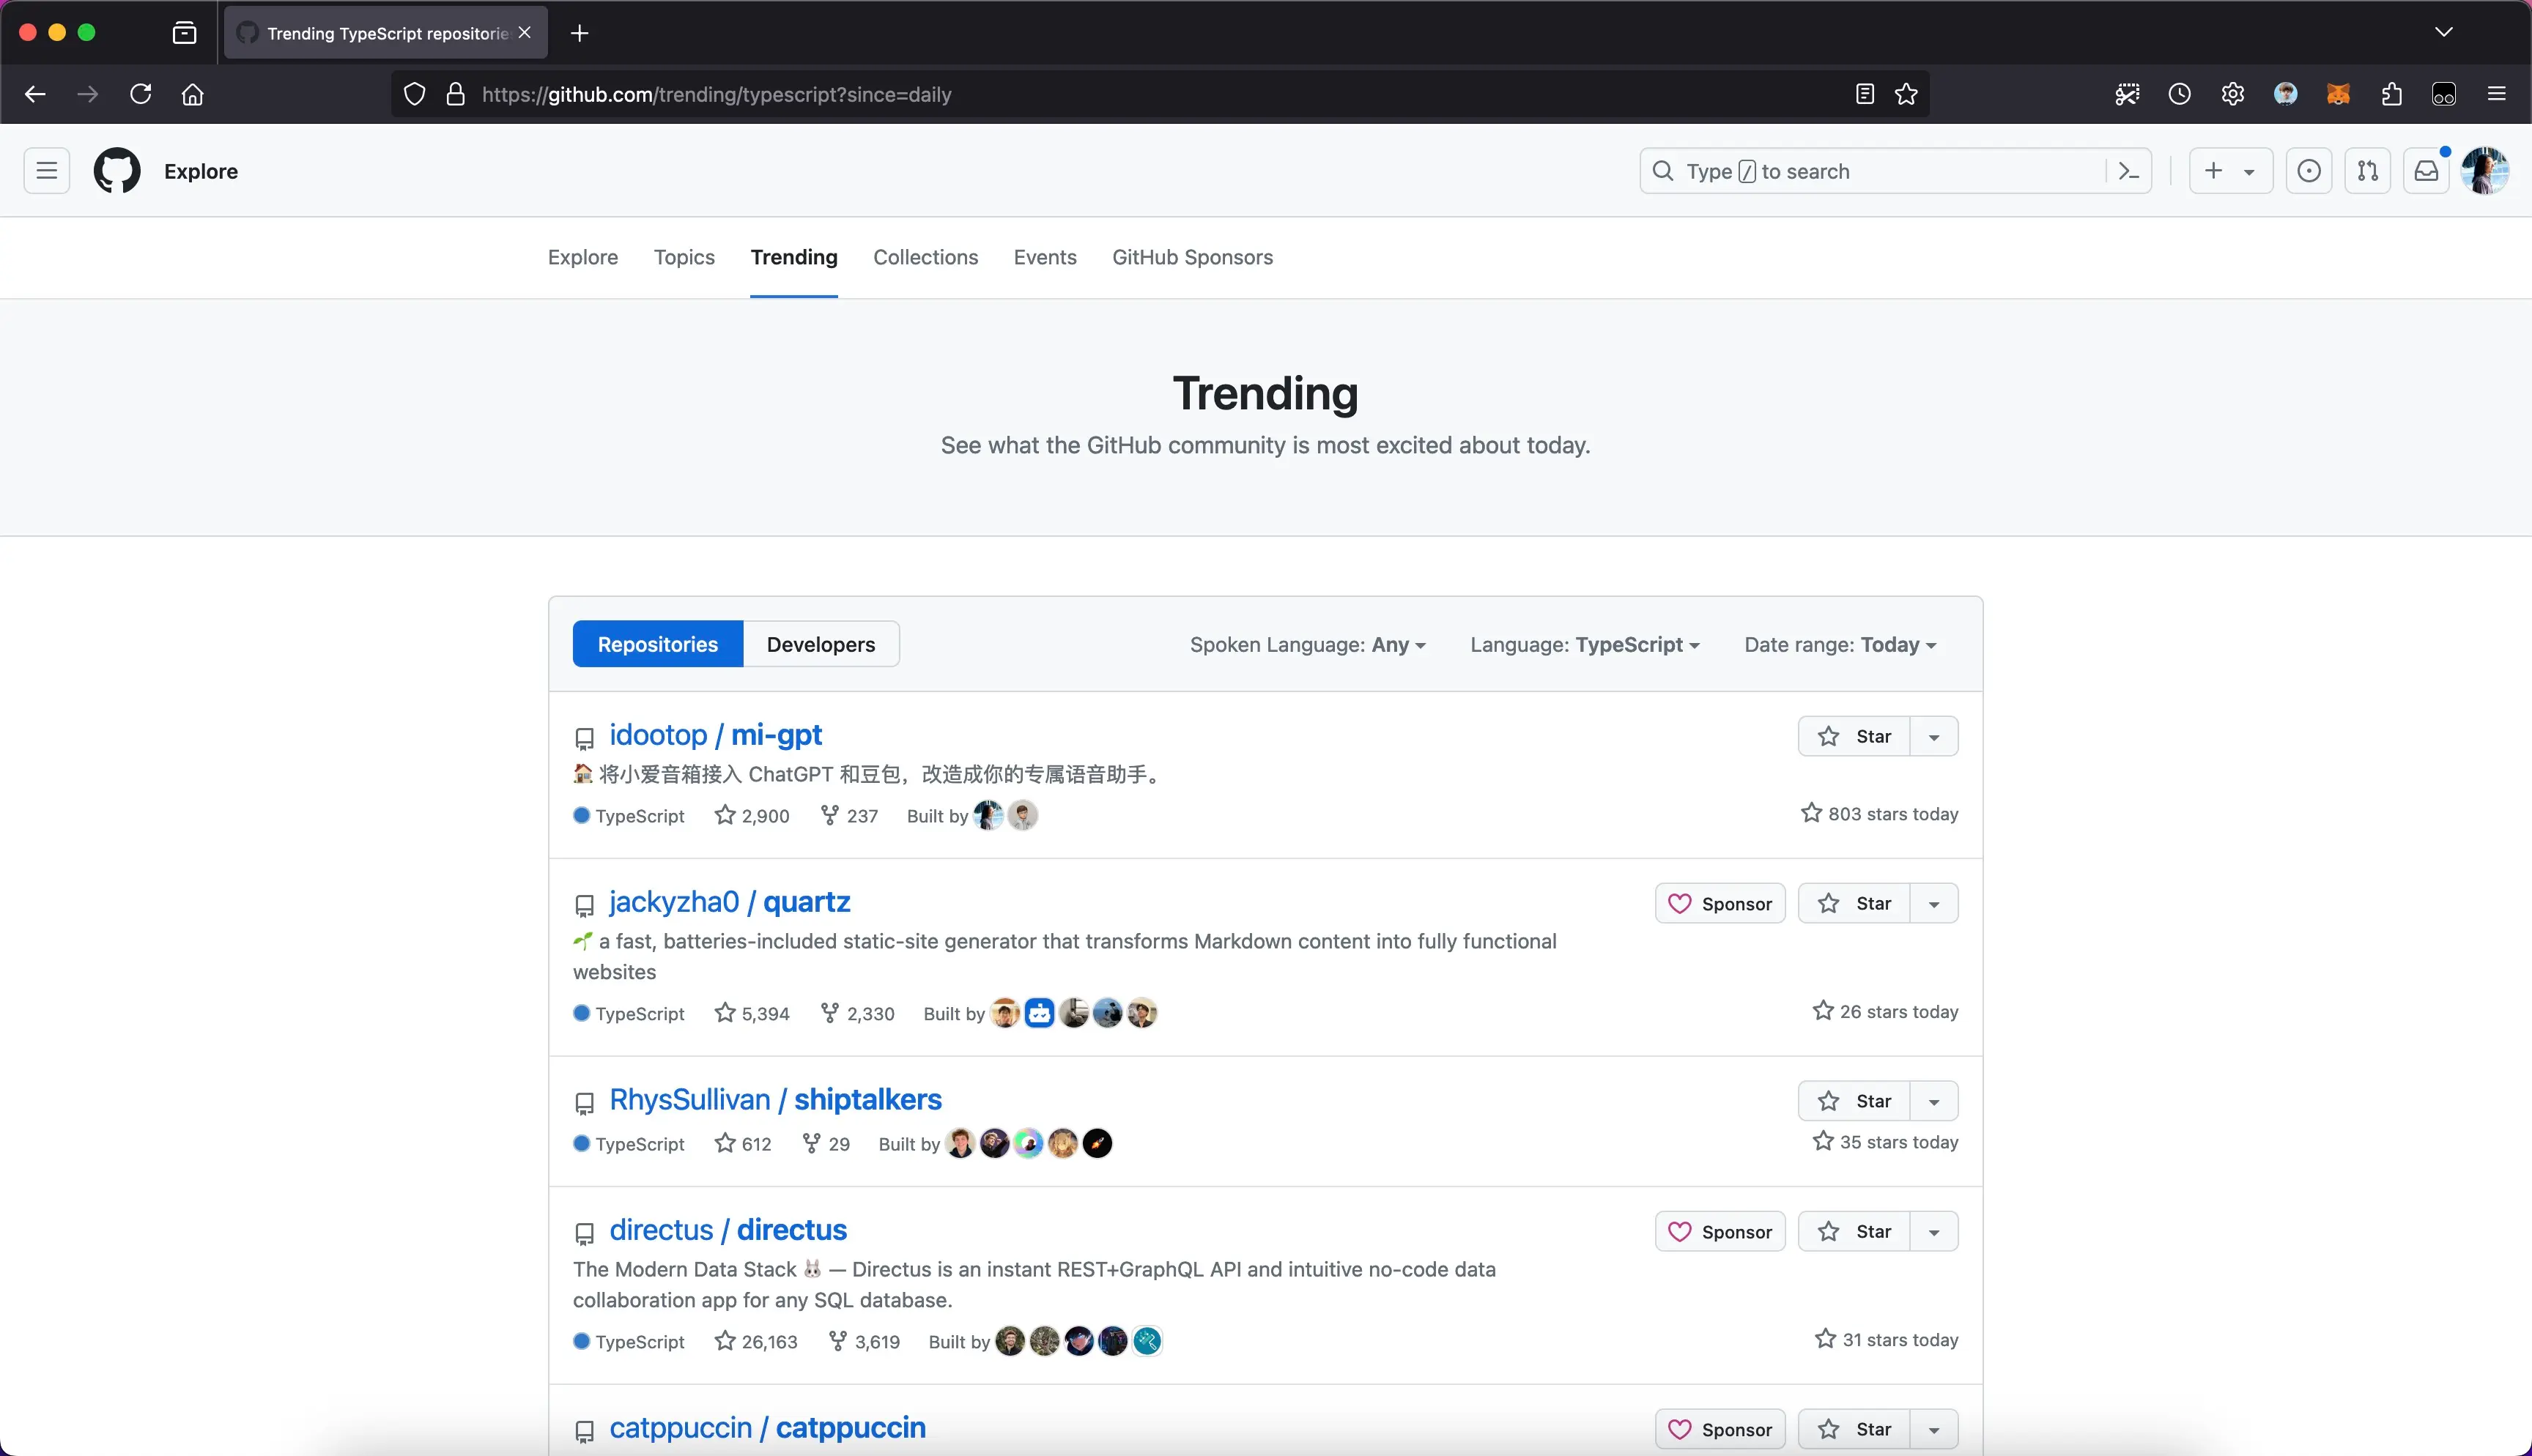 Trending TypeScript repositorie
https://github.com/trending/typescript?since=daily
Explore
Type / to search
Explore Topics Trending Collections Events GitHub Sponsors
Trending
See what the GitHub community is most excited about today.
Repositories Developers Spoken Language: Any Language: TypeScript Date range: Today
idootop / mi-gpt Star
将小爱音箱接入 ChatGPT 和豆包，改造成你的专属语音助手。
TypeScript 2,900 237 Built by 803 stars today
jackyzha0 / quartz Sponsor Star
a fast, batteries-included static-site generator that transforms Markdown content into fully functional
websites
TypeScript 5,394 2,330 Built by 26 stars today
RhysSullivan / shiptalkers Star
TypeScript 612 29 Built by 35 stars today
directus / directus Sponsor Star
The Modern Data Stack 🐰 — Directus is an instant REST+GraphQL API and intuitive no-code data
collaboration app for any SQL database.
TypeScript 26,163 3,619 Built by 31 stars today
catppuccin / catppuccin Sponsor Star